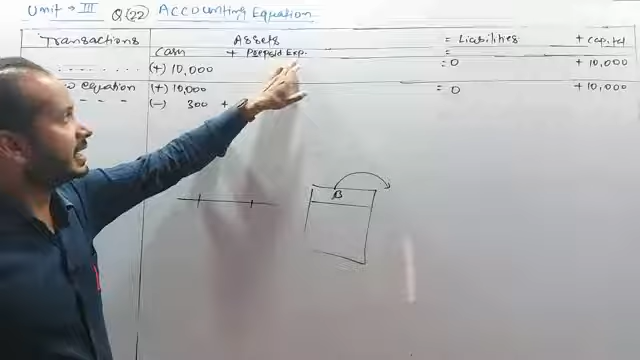 Unit → III Q.(22) Accounting Equation
Transactions Assets = Liabilities + Capital
Cash + Prepaid Exp. =
.......... (+) 10,000 = 0 + 10,000
equation (+) 10,000 = 0 + 10,000
" " " (-) 300 +
B